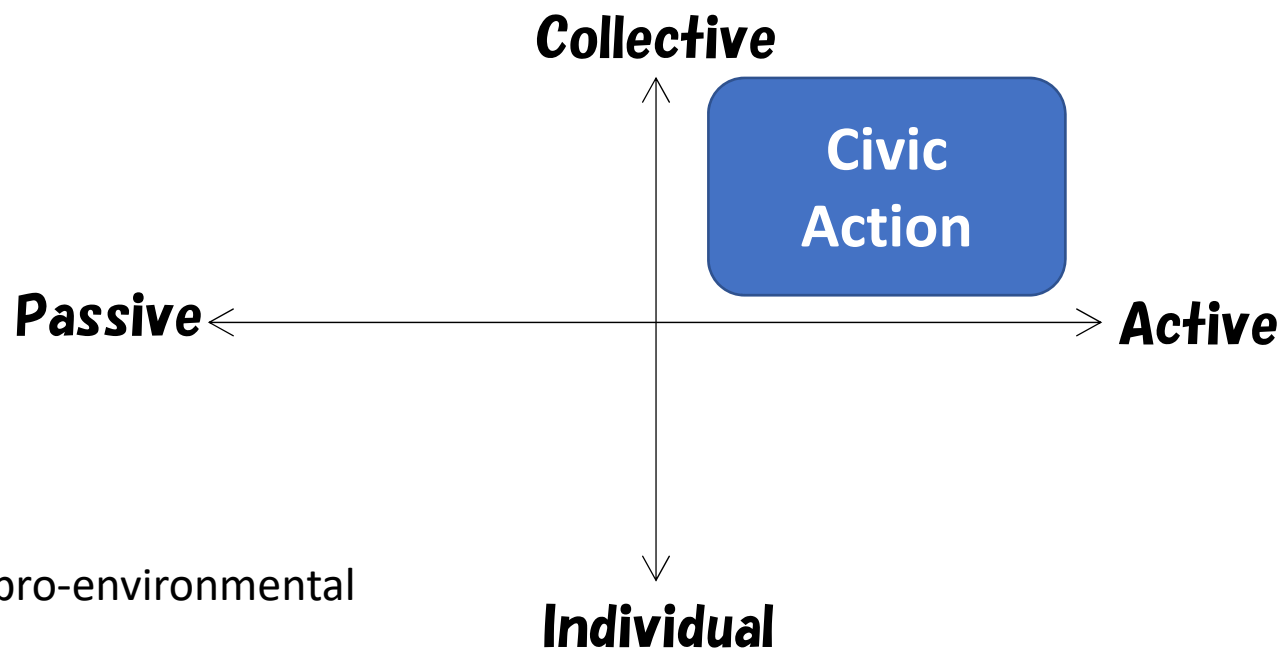 Collective
Civic
Action
Passive
Active
pro-environmental
Individual